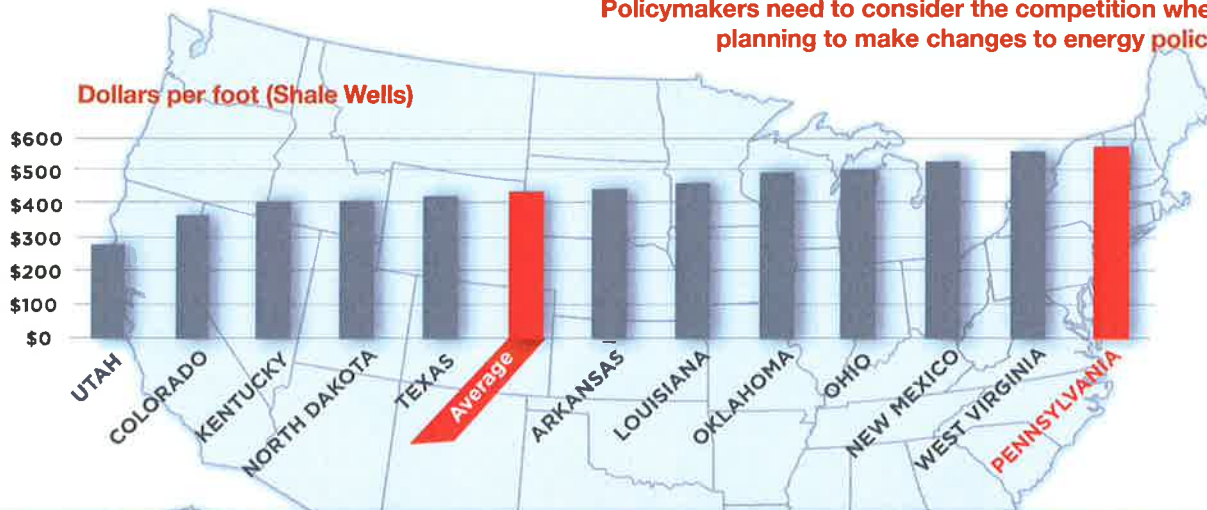 Policymakers need to consider the competition whe
planning to make changes to energy polic
Dollars per foot (Shale Wells)
$600
$500
$400
$300
$200
$100
$0
UTAH
COLORADO
KENTUCKY
NORTH DAKOTA
TEXAS
Average
ARKANSAS
LOUISIANA
OKLAHOMA
OHIO
NEW MEXICO
WEST VIRGINIA
PENNSYLVANIA